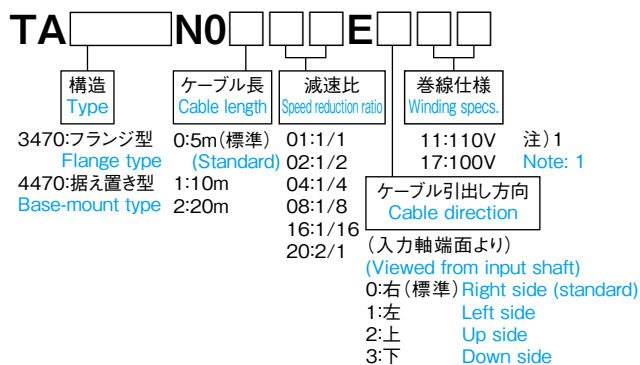 TA□N0□□□E□□□
構造 ケーブル長 減速比 巻線仕様
Type Cable length Speed reduction ratio Winding specs.
3470:フランジ型 0:5m(標準) 01:1/1 11:110V 注)1
Flange type (Standard) 02:1/2 17:100V Note: 1
4470:据え置き型 1:10m 04:1/4
Base-mount type 2:20m 08:1/8
16:1/16
20:2/1
ケーブル引出し方向
Cable direction
(入力軸端面より)
(Viewed from input shaft)
0:右(標準) Right side (standard)
1:左 Left side
2:上 Up side
3:下 Down side